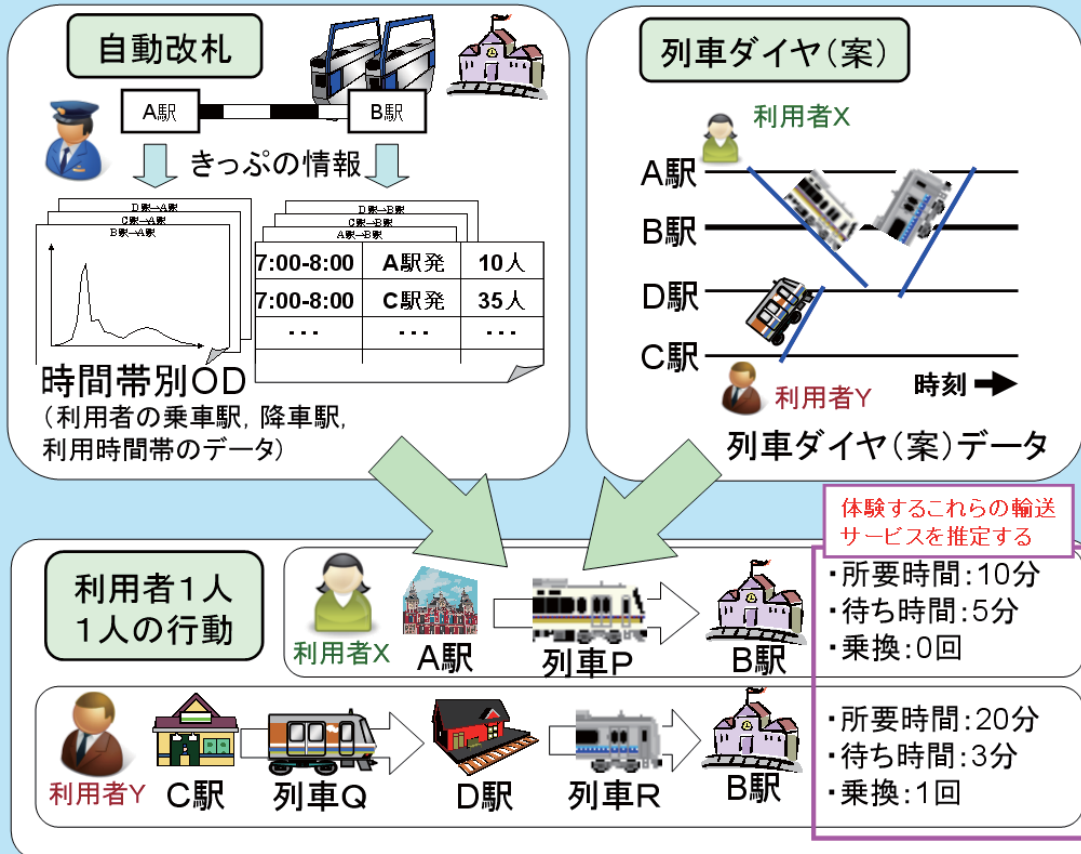 自動改札
A駅
B駅
きっぷの情報
D駅→A駅
C駅→A駅
B駅→A駅
D駅→B駅
C駅→B駅
A駅→B駅
7:00-8:00 A駅発 10人
7:00-8:00 C駅発 35人
··· ··· ···
時間帯別OD
（利用者の乗車駅, 降車駅,
利用時間帯のデータ）
列車ダイヤ（案）
利用者X
A駅
B駅
D駅
C駅
利用者Y
時刻
列車ダイヤ（案）データ
体験するこれらの輸送
サービスを推定する
利用者1人
1人の行動
利用者X
A駅
列車P
B駅
・所要時間:10分
・待ち時間:5分
・乗換:0回
利用者Y
C駅
列車Q
D駅
列車R
B駅
・所要時間:20分
・待ち時間:3分
・乗換:1回